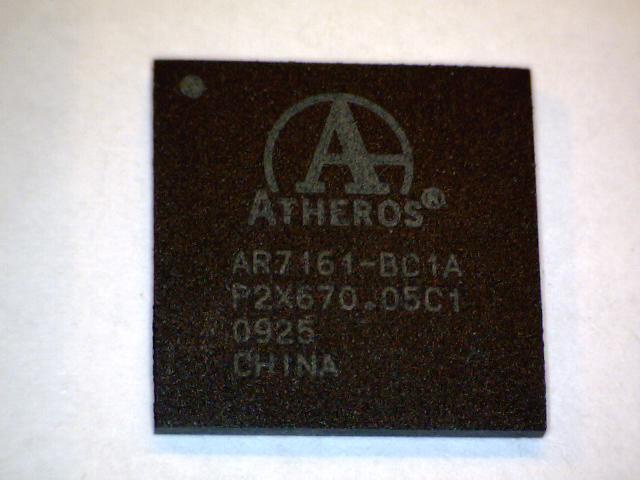 A
ATHEROS®
AR7161-BC1A
P2X670.05C1
0925
CHINA